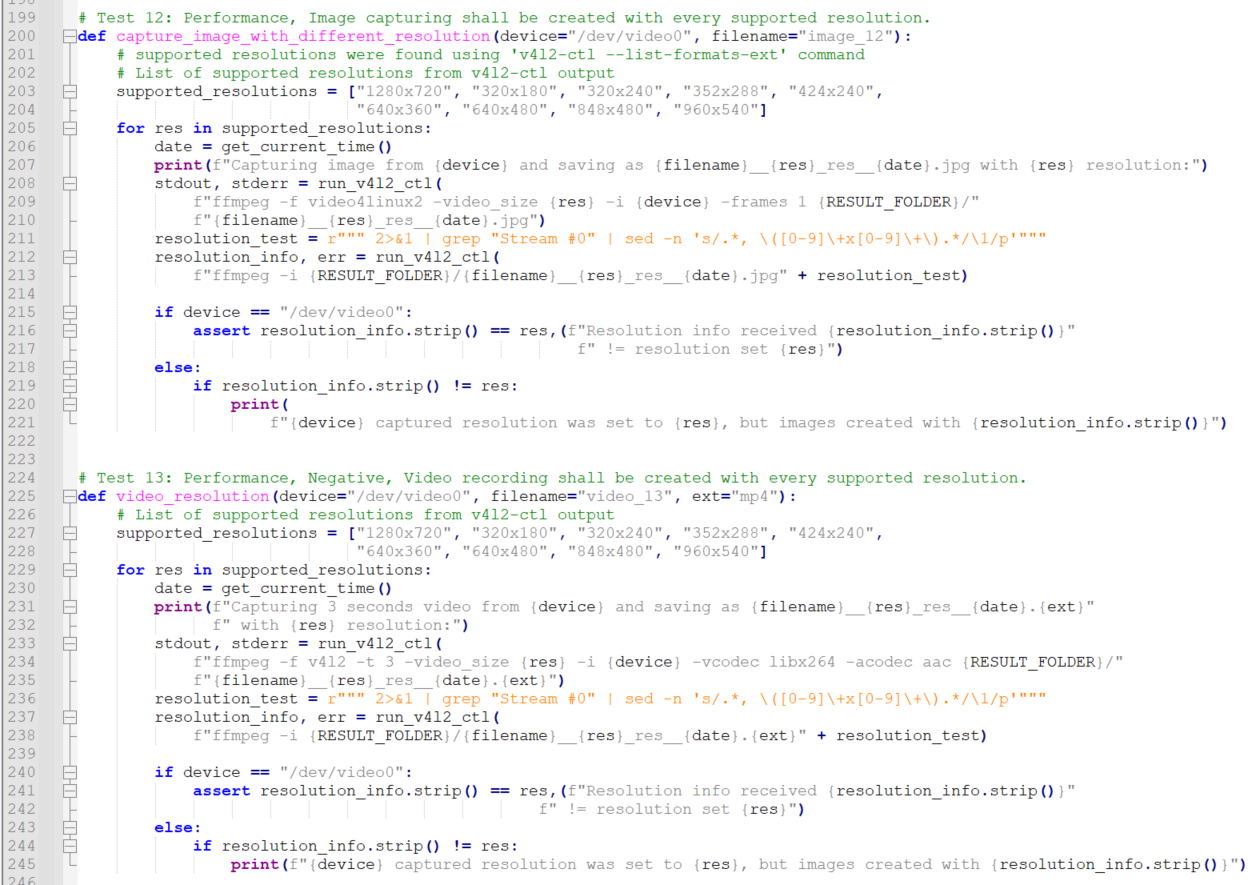 199 # Test 12: Performance, Image capturing shall be created with every supported resolution.
200 def capture_image_with_different_resolution(device="/dev/video0", filename="image_12"):
201     # supported resolutions were found using 'v4l2-ctl --list-formats-ext' command
202     # List of supported resolutions from v4l2-ctl output
203     supported_resolutions = ["1280x720", "320x180", "320x240", "352x288", "424x240",
204                              "640x360", "640x480", "848x480", "960x540"]
205     for res in supported_resolutions:
206         date = get_current_time()
207         print(f"Capturing image from {device} and saving as {filename}__{res}_res__{date}.jpg with {res} resolution:")
208         stdout, stderr = run_v4l2_ctl(
209             f"ffmpeg -f video4linux2 -video_size {res} -i {device} -frames 1 {RESULT_FOLDER}/"
210             f"{filename}__{res}_res__{date}.jpg")
211         resolution_test = r""" 2>&1 | grep "Stream #0" | sed -n 's/.*, \([0-9]\+x[0-9]\+\).*/\1/p'"""
212         resolution_info, err = run_v4l2_ctl(
213             f"ffmpeg -i {RESULT_FOLDER}/{filename}__{res}_res__{date}.jpg" + resolution_test)
214
215         if device == "/dev/video0":
216             assert resolution_info.strip() == res,(f"Resolution info received {resolution_info.strip()}"
217                                                     f" != resolution set {res}")
218         else:
219             if resolution_info.strip() != res:
220                 print(
221                     f"{device} captured resolution was set to {res}, but images created with {resolution_info.strip()}")
222
223
224 # Test 13: Performance, Negative, Video recording shall be created with every supported resolution.
225 def video_resolution(device="/dev/video0", filename="video_13", ext="mp4"):
226     # List of supported resolutions from v4l2-ctl output
227     supported_resolutions = ["1280x720", "320x180", "320x240", "352x288", "424x240",
228                              "640x360", "640x480", "848x480", "960x540"]
229     for res in supported_resolutions:
230         date = get_current_time()
231         print(f"Capturing 3 seconds video from {device} and saving as {filename}__{res}_res__{date}.{ext}"
232               f" with {res} resolution:")
233         stdout, stderr = run_v4l2_ctl(
234             f"ffmpeg -f v4l2 -t 3 -video_size {res} -i {device} -vcodec libx264 -acodec aac {RESULT_FOLDER}/"
235             f"{filename}__{res}_res__{date}.{ext}")
236         resolution_test = r""" 2>&1 | grep "Stream #0" | sed -n 's/.*, \([0-9]\+x[0-9]\+\).*/\1/p'"""
237         resolution_info, err = run_v4l2_ctl(
238             f"ffmpeg -i {RESULT_FOLDER}/{filename}__{res}_res__{date}.{ext}" + resolution_test)
239
240         if device == "/dev/video0":
241             assert resolution_info.strip() == res,(f"Resolution info received {resolution_info.strip()}"
242                                                 f" != resolution set {res}")
243         else:
244             if resolution_info.strip() != res:
245                 print(f"{device} captured resolution was set to {res}, but images created with {resolution_info.strip()}")
246